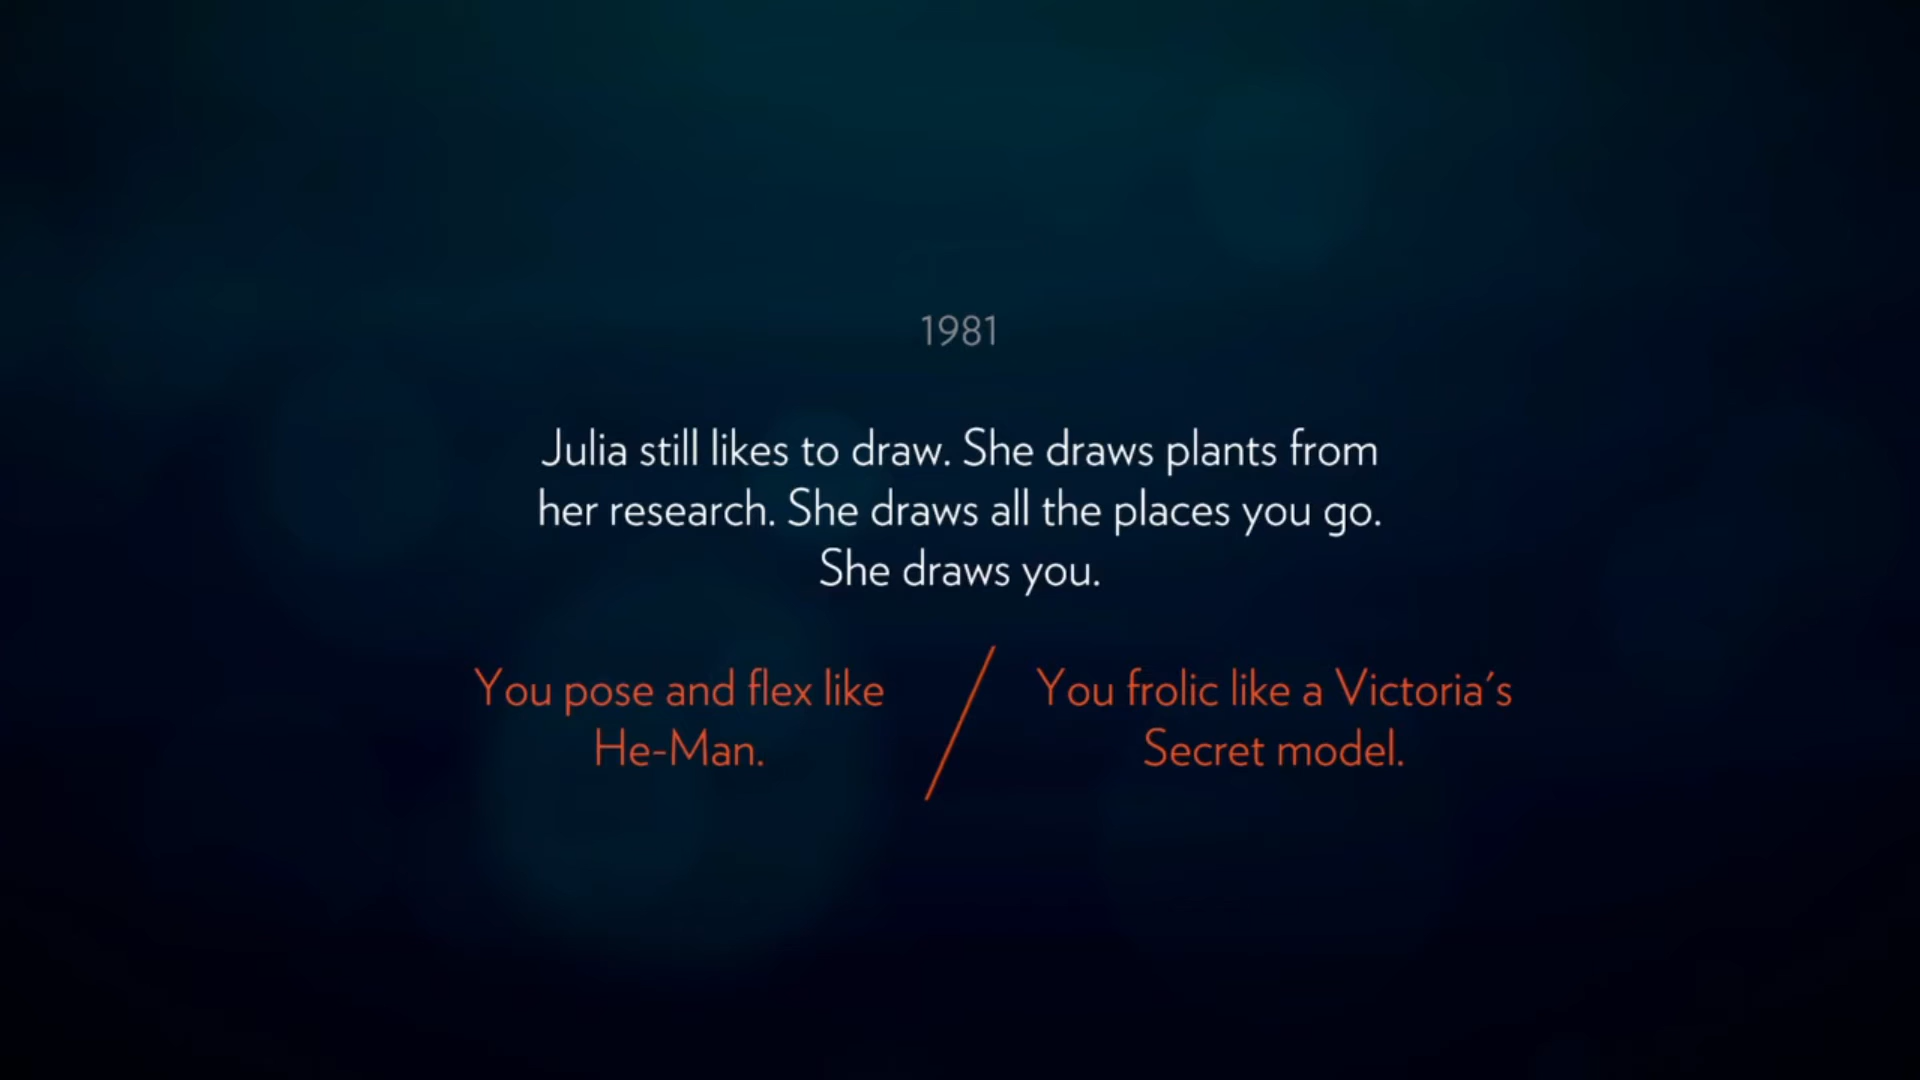 1981
Julia still likes to draw. She draws plants from
her research. She draws all the places you go.
She draws you.
You pose and flex like
He-Man.
You frolic like a Victoria's
Secret model.